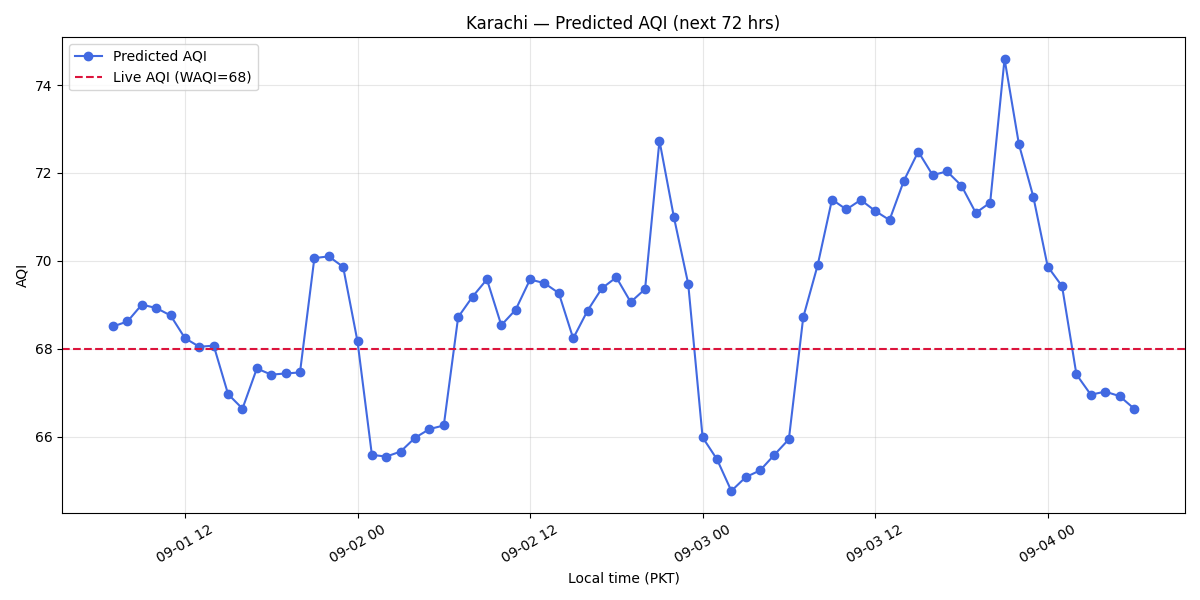 Karachi — Predicted AQI (next 72 hrs)
Predicted AQI
Live AQI (WAQI=68)
AQI
74
72
70
68
66
09-01 12
09-02 00
09-02 12
09-03 00
09-03 12
09-04 00
Local time (PKT)